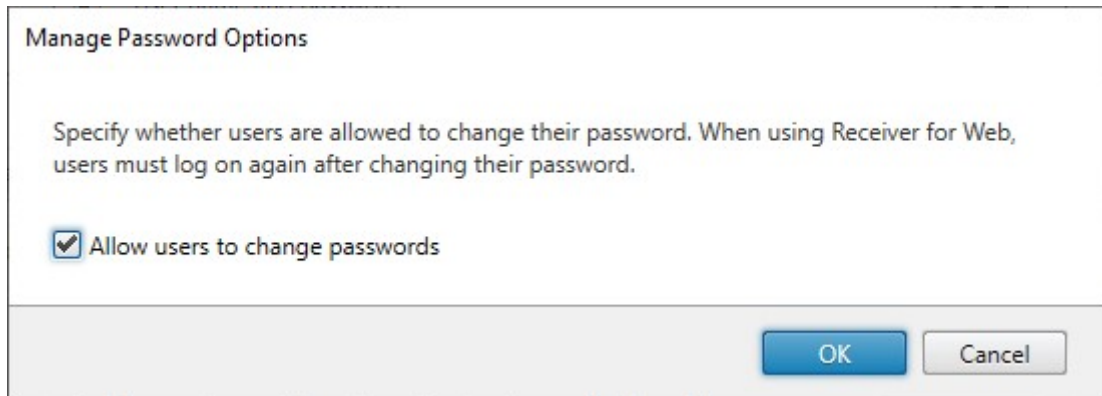 Manage Password Options
Specify whether users are allowed to change their password. When using Receiver for Web,
users must log on again after changing their password.
Allow users to change passwords
OK
Cancel